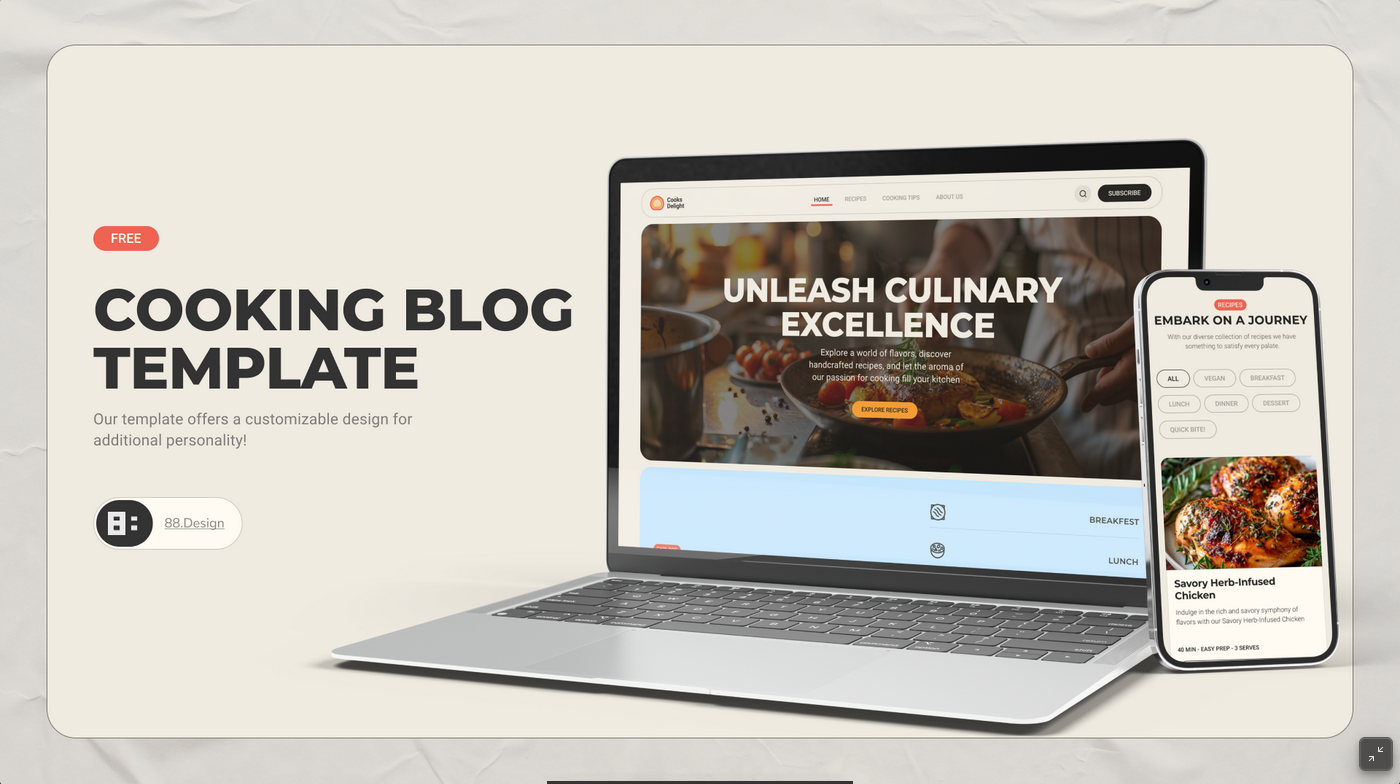 FREE
COOKING BLOG
TEMPLATE
Our template offers a customizable design for
additional personality!
88.Design
Cooks
Delight
HOME
RECIPES
COOKING TIPS
ABOUT US
SUBSCRIBE
UNLEASH CULINARY
EXCELLENCE
Explore a world of flavors, discover
handcrafted recipes, and let the aroma of
our passion for cooking fill your kitchen
EXPLORE RECIPES
BREAKFEST
LUNCH
RECIPES
EMBARK ON A JOURNEY
With our diverse collection of recipes we have
something to satisfy every palate.
ALL
VEGAN
BREAKFAST
LUNCH
DINNER
DESSERT
QUICK BITE!
Savory Herb-Infused
Chicken
Indulge in the rich and savory symphony of
flavors with our Savory Herb-Infused Chicken
40 MIN - EASY PREP - 3 SERVES